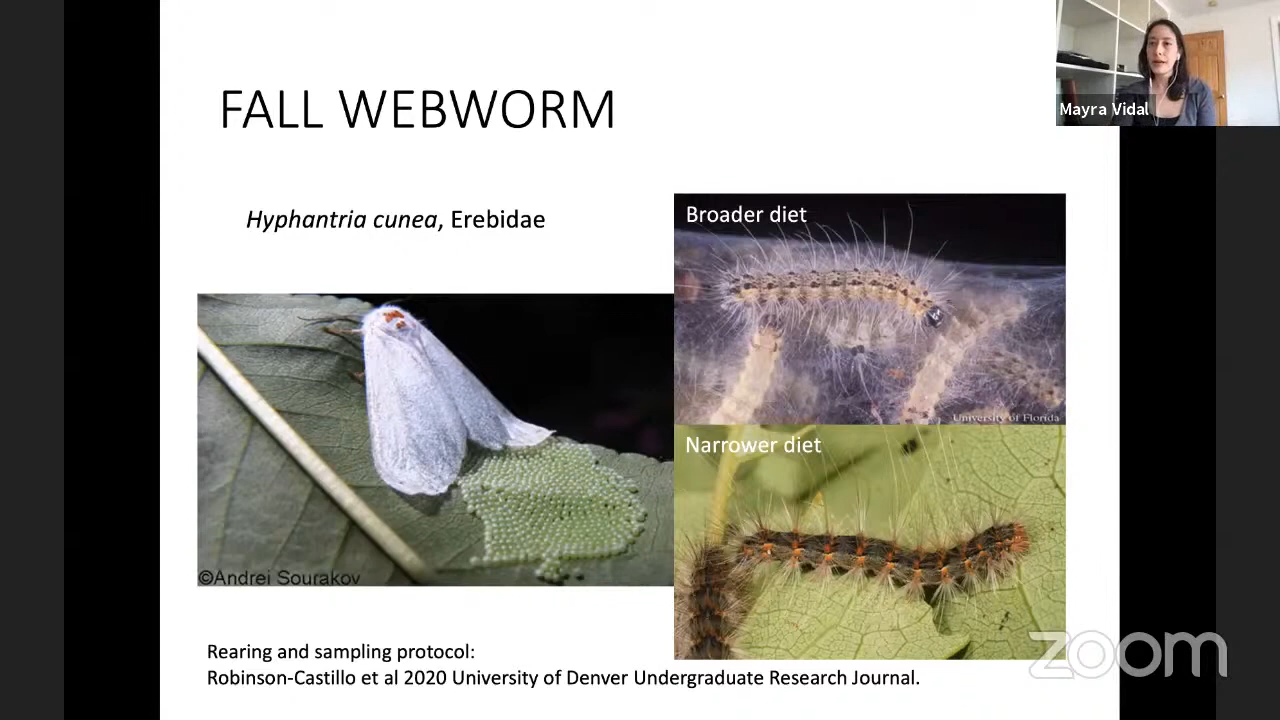 FALL WEBWORM
Mayra Vidal
Hyphantria cunea, Erebidae
Broader diet
University of Florida
Narrower diet
©Andrei Sourakov
Rearing and sampling protocol:
Robinson-Castillo et al 2020 University of Denver Undergraduate Research Journal.
zoom